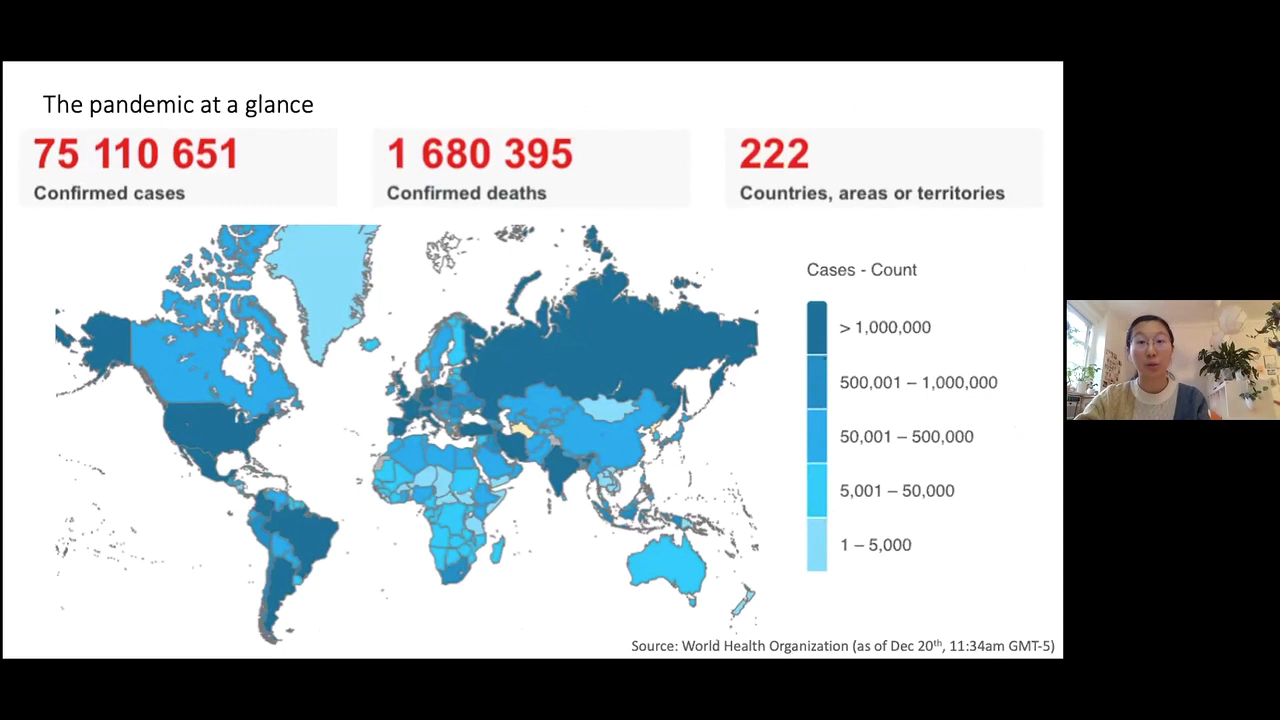 The pandemic at a glance
75 110 651
Confirmed cases
1 680 395
Confirmed deaths
222
Countries, areas or territories
Cases - Count
> 1,000,000
500,001 – 1,000,000
50,001 – 500,000
5,001 – 50,000
1 – 5,000
Source: World Health Organization (as of Dec 20th, 11:34am GMT-5)